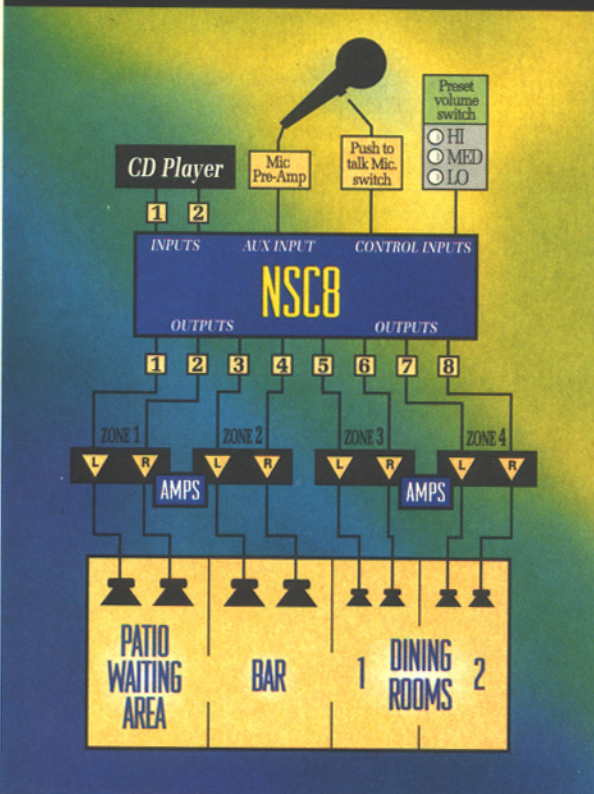 Preset
volume
switch
HI
MED
LO
CD Player
Mic
Pre-Amp
Push to
talk Mic.
switch
1 2
INPUTS AUX INPUT CONTROL INPUTS
NSC8
OUTPUTS OUTPUTS
1 2 3 4 5 6 7 8
ZONE 1 ZONE 2 ZONE 3 ZONE 4
L R L R L R L R
AMPS AMPS
PATIO
WAITING
AREA
BAR
1 DINING
ROOMS 2